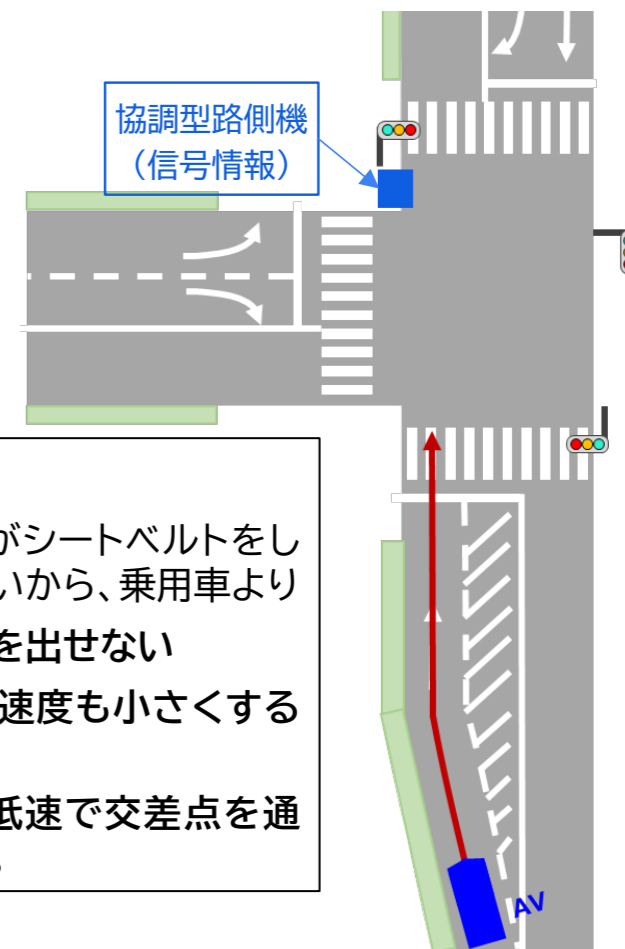 協調型路側機
（信号情報）
がシートベルトをし
いから、乗用車より
を出せない
速度も小さくする
低速で交差点を通
AV